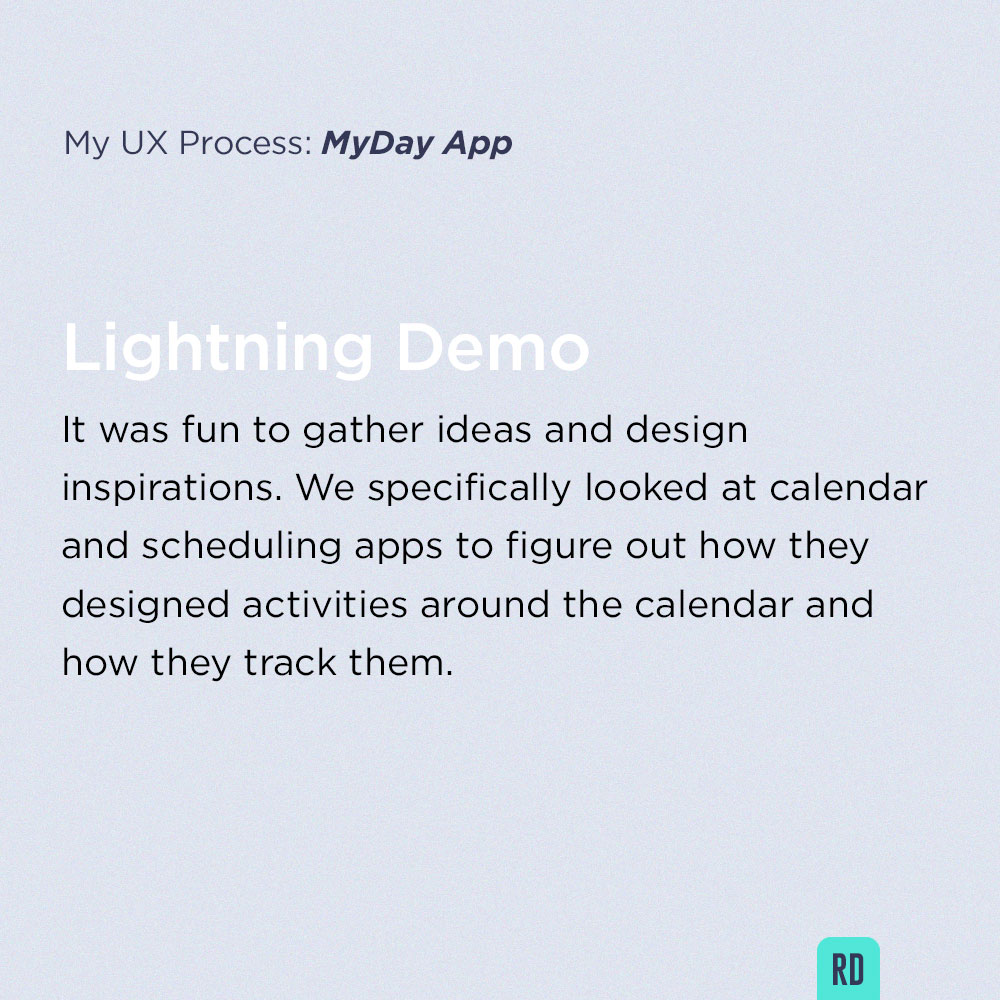 My UX Process: MyDay App
Lightning Demo
It was fun to gather ideas and design
inspirations. We specifically looked at calendar
and scheduling apps to figure out how they
designed activities around the calendar and
how they track them.
RD